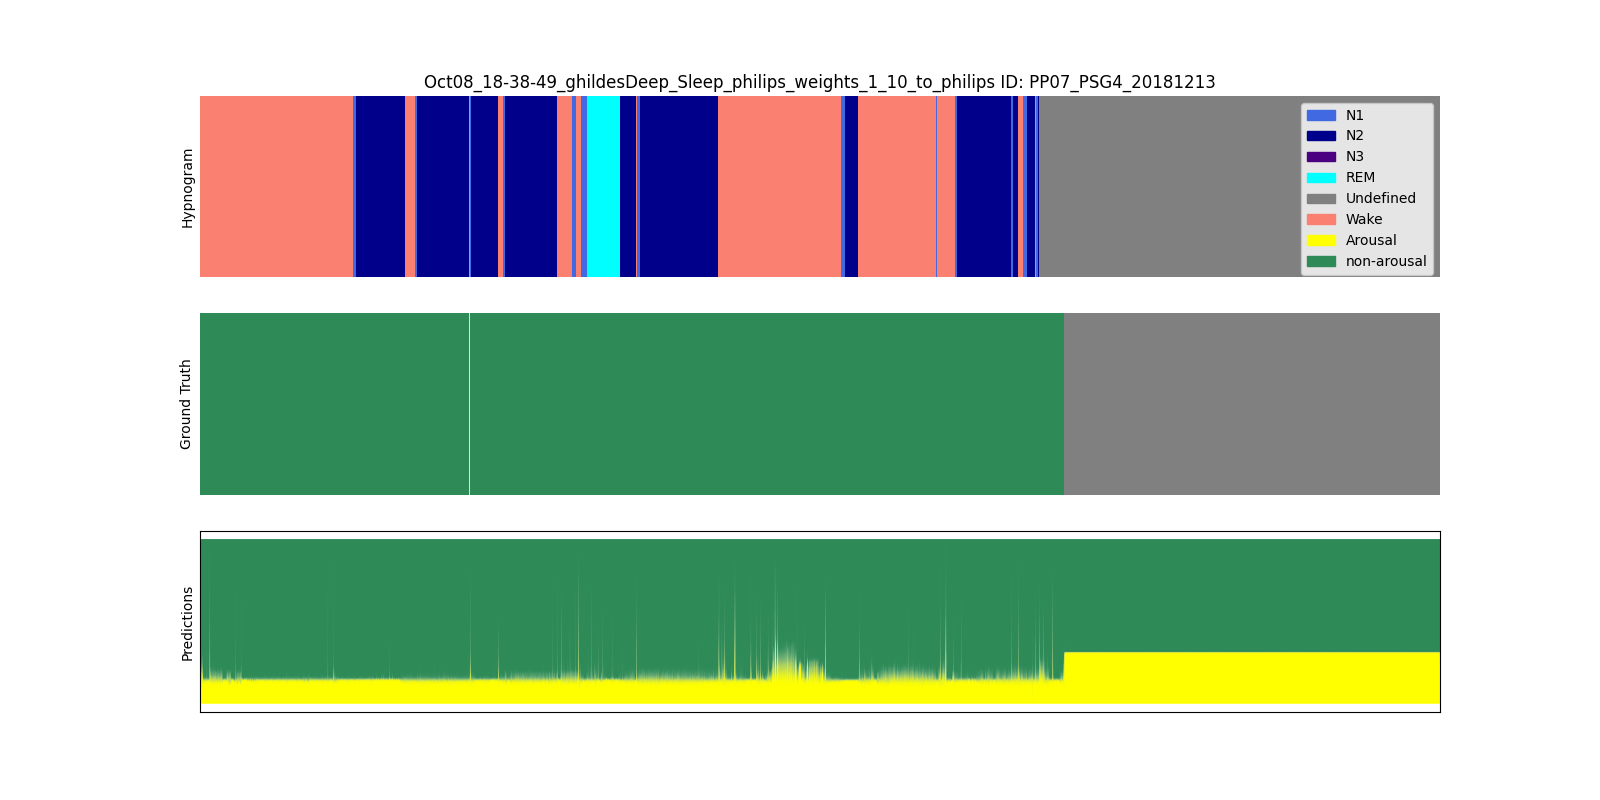 Oct08_18-38-49_ghildesDeep_Sleep_philips_weights_1_10_to_philips ID: PP07_PSG4_20181213
Hypnogram
N1
N2
N3
REM
Undefined
Wake
Arousal
non-arousal
Ground Truth
Predictions